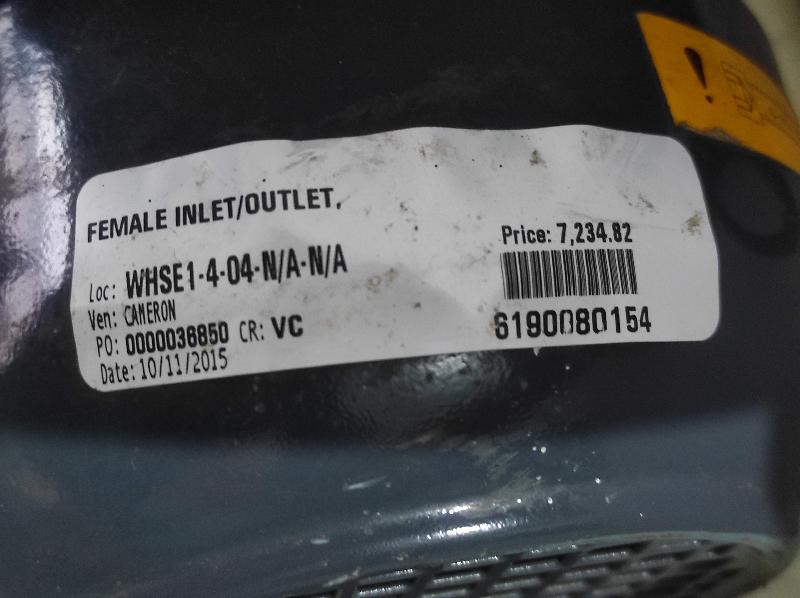 FEMALE INLET/OUTLET,
Price: 7,234.82
Loc: WHSE1-4-04-N/A-N/A
Ven: CAMERON
PO: 0000036850 CR: VC
6190080154
Date: 10/11/2015
!